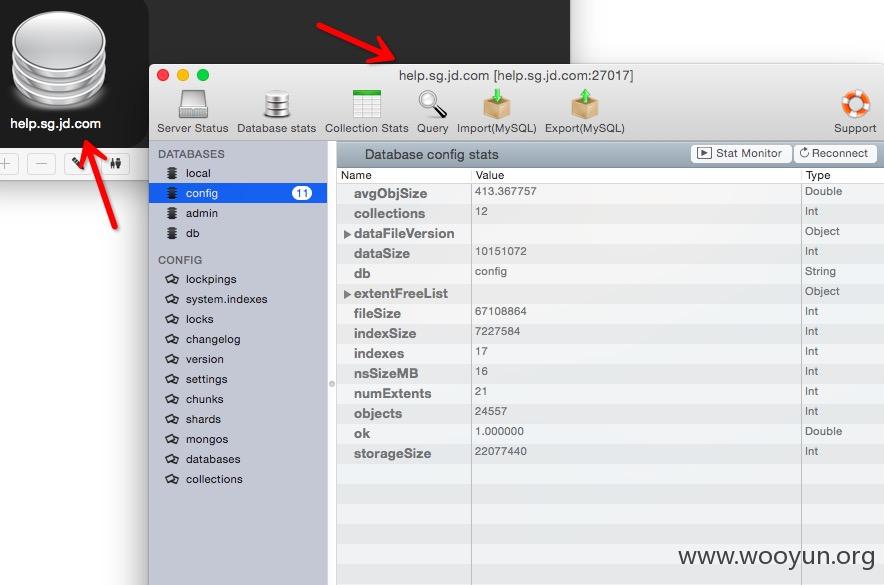 help.sg.jd.com
help.sg.jd.com [help.sg.jd.com:27017]
Server Status Database stats Collection Stats Query Import(MySQL) Export(MySQL) Support
DATABASES
local
config 11
admin
db
CONFIG
lockpings
system.indexes
locks
changelog
version
settings
chunks
shards
mongos
databases
collections
Database config stats Stat Monitor Reconnect
Name Value Type
avgObjSize 413.367757 Double
collections 12 Int
dataFileVersion Object
dataSize 10151072 Int
db config String
extentFreeList Object
fileSize 67108864 Int
indexSize 7227584 Int
indexes 17 Int
nsSizeMB 16 Int
numExtents 21 Int
objects 24557 Int
ok 1.000000 Double
storageSize 22077440 Int
www.wooyun.org